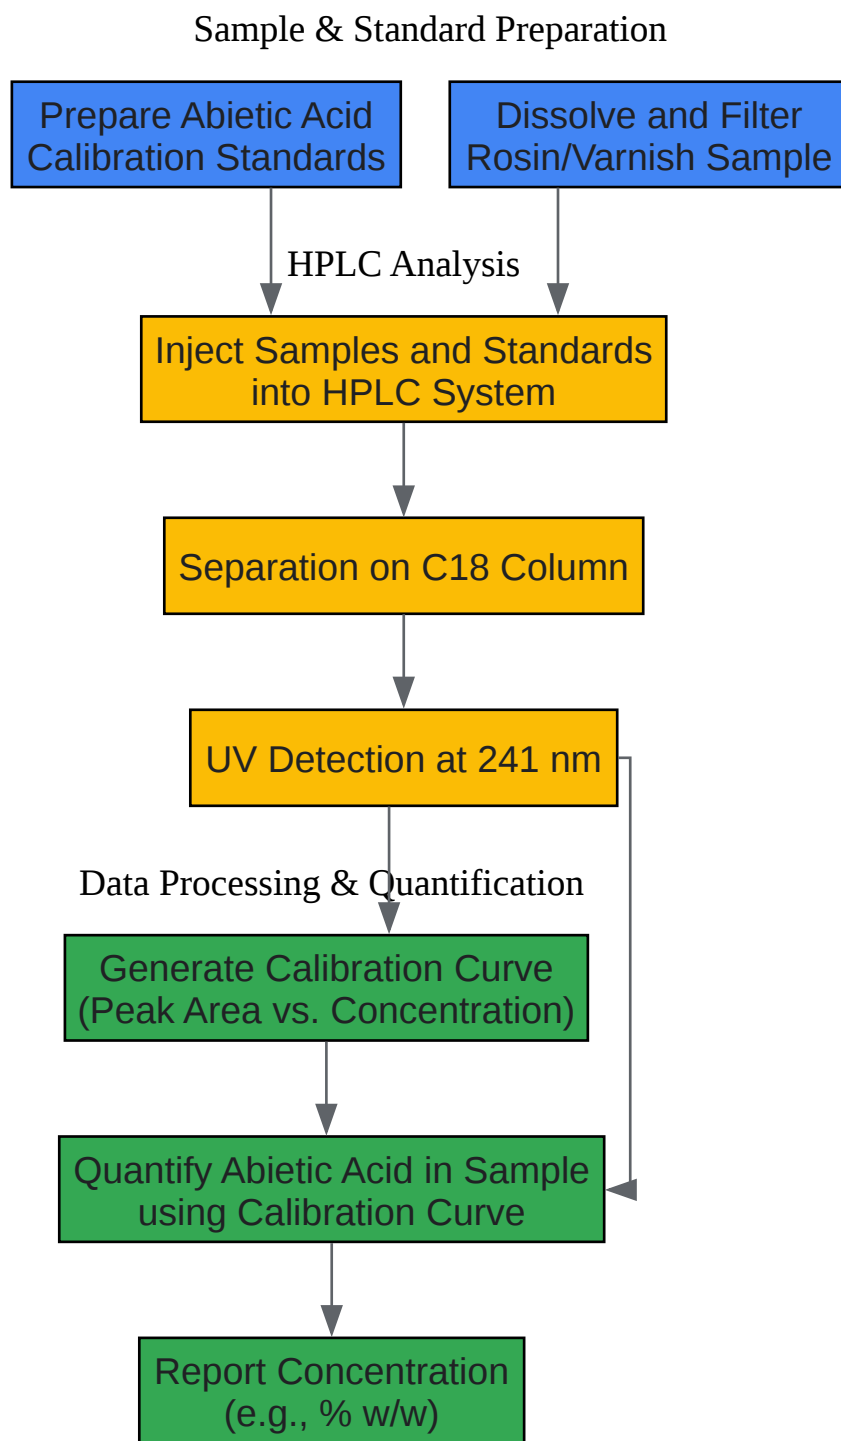 Sample & Standard Preparation
Prepare Abietic Acid
Calibration Standards
Dissolve and Filter
Rosin/Varnish Sample
HPLC Analysis
Inject Samples and Standards
into HPLC System
Separation on C18 Column
UV Detection at 241 nm
Data Processing & Quantification
Generate Calibration Curve
(Peak Area vs. Concentration)
Quantify Abietic Acid in Sample
using Calibration Curve
Report Concentration
(e.g., % w/w)